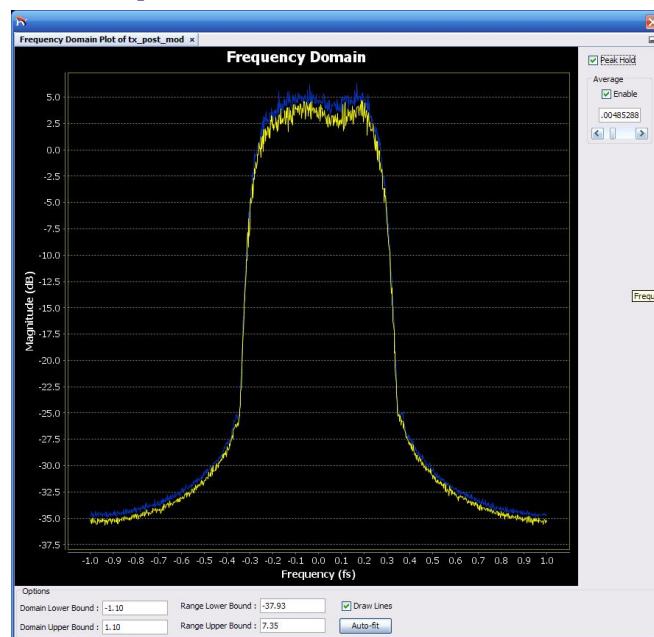 Frequency Domain Plot of tx_post_mod ×
Frequency Domain
Peak Hold
Average
Enable
.00485288
5.0
2.5
0.0
-2.5
-5.0
-7.5
-10.0
-12.5
-15.0
-17.5
-20.0
-22.5
-25.0
-27.5
-30.0
-32.5
-35.0
-37.5
Magnitude (dB)
-1.0 -0.9 -0.8 -0.7 -0.6 -0.5 -0.4 -0.3 -0.2 -0.1 0.0 0.1 0.2 0.3 0.4 0.5 0.6 0.7 0.8 0.9 1.0
Frequency (fs)
Frequ
Options
Domain Lower Bound : -1.10 Range Lower Bound : -37.93 Draw Lines
Domain Upper Bound : 1.10 Range Upper Bound : 7.35 Auto-fit